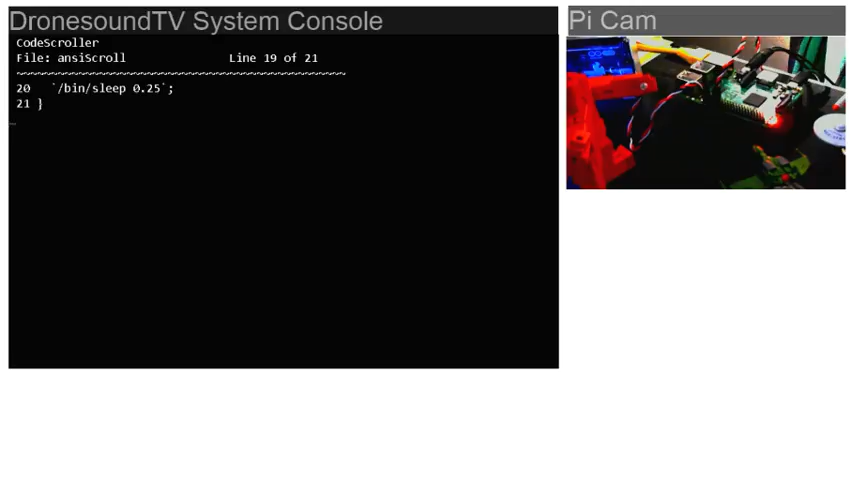 DronesoundTV System Console
Pi Cam
CodeScroller
File: ansiScroll Line 19 of 21
~~~~~~~~~~~~~~~~~~~~~~~~~~~~~~~~~~~~~~~~~~~~~~~~
20 `/bin/sleep 0.25`;
21 }